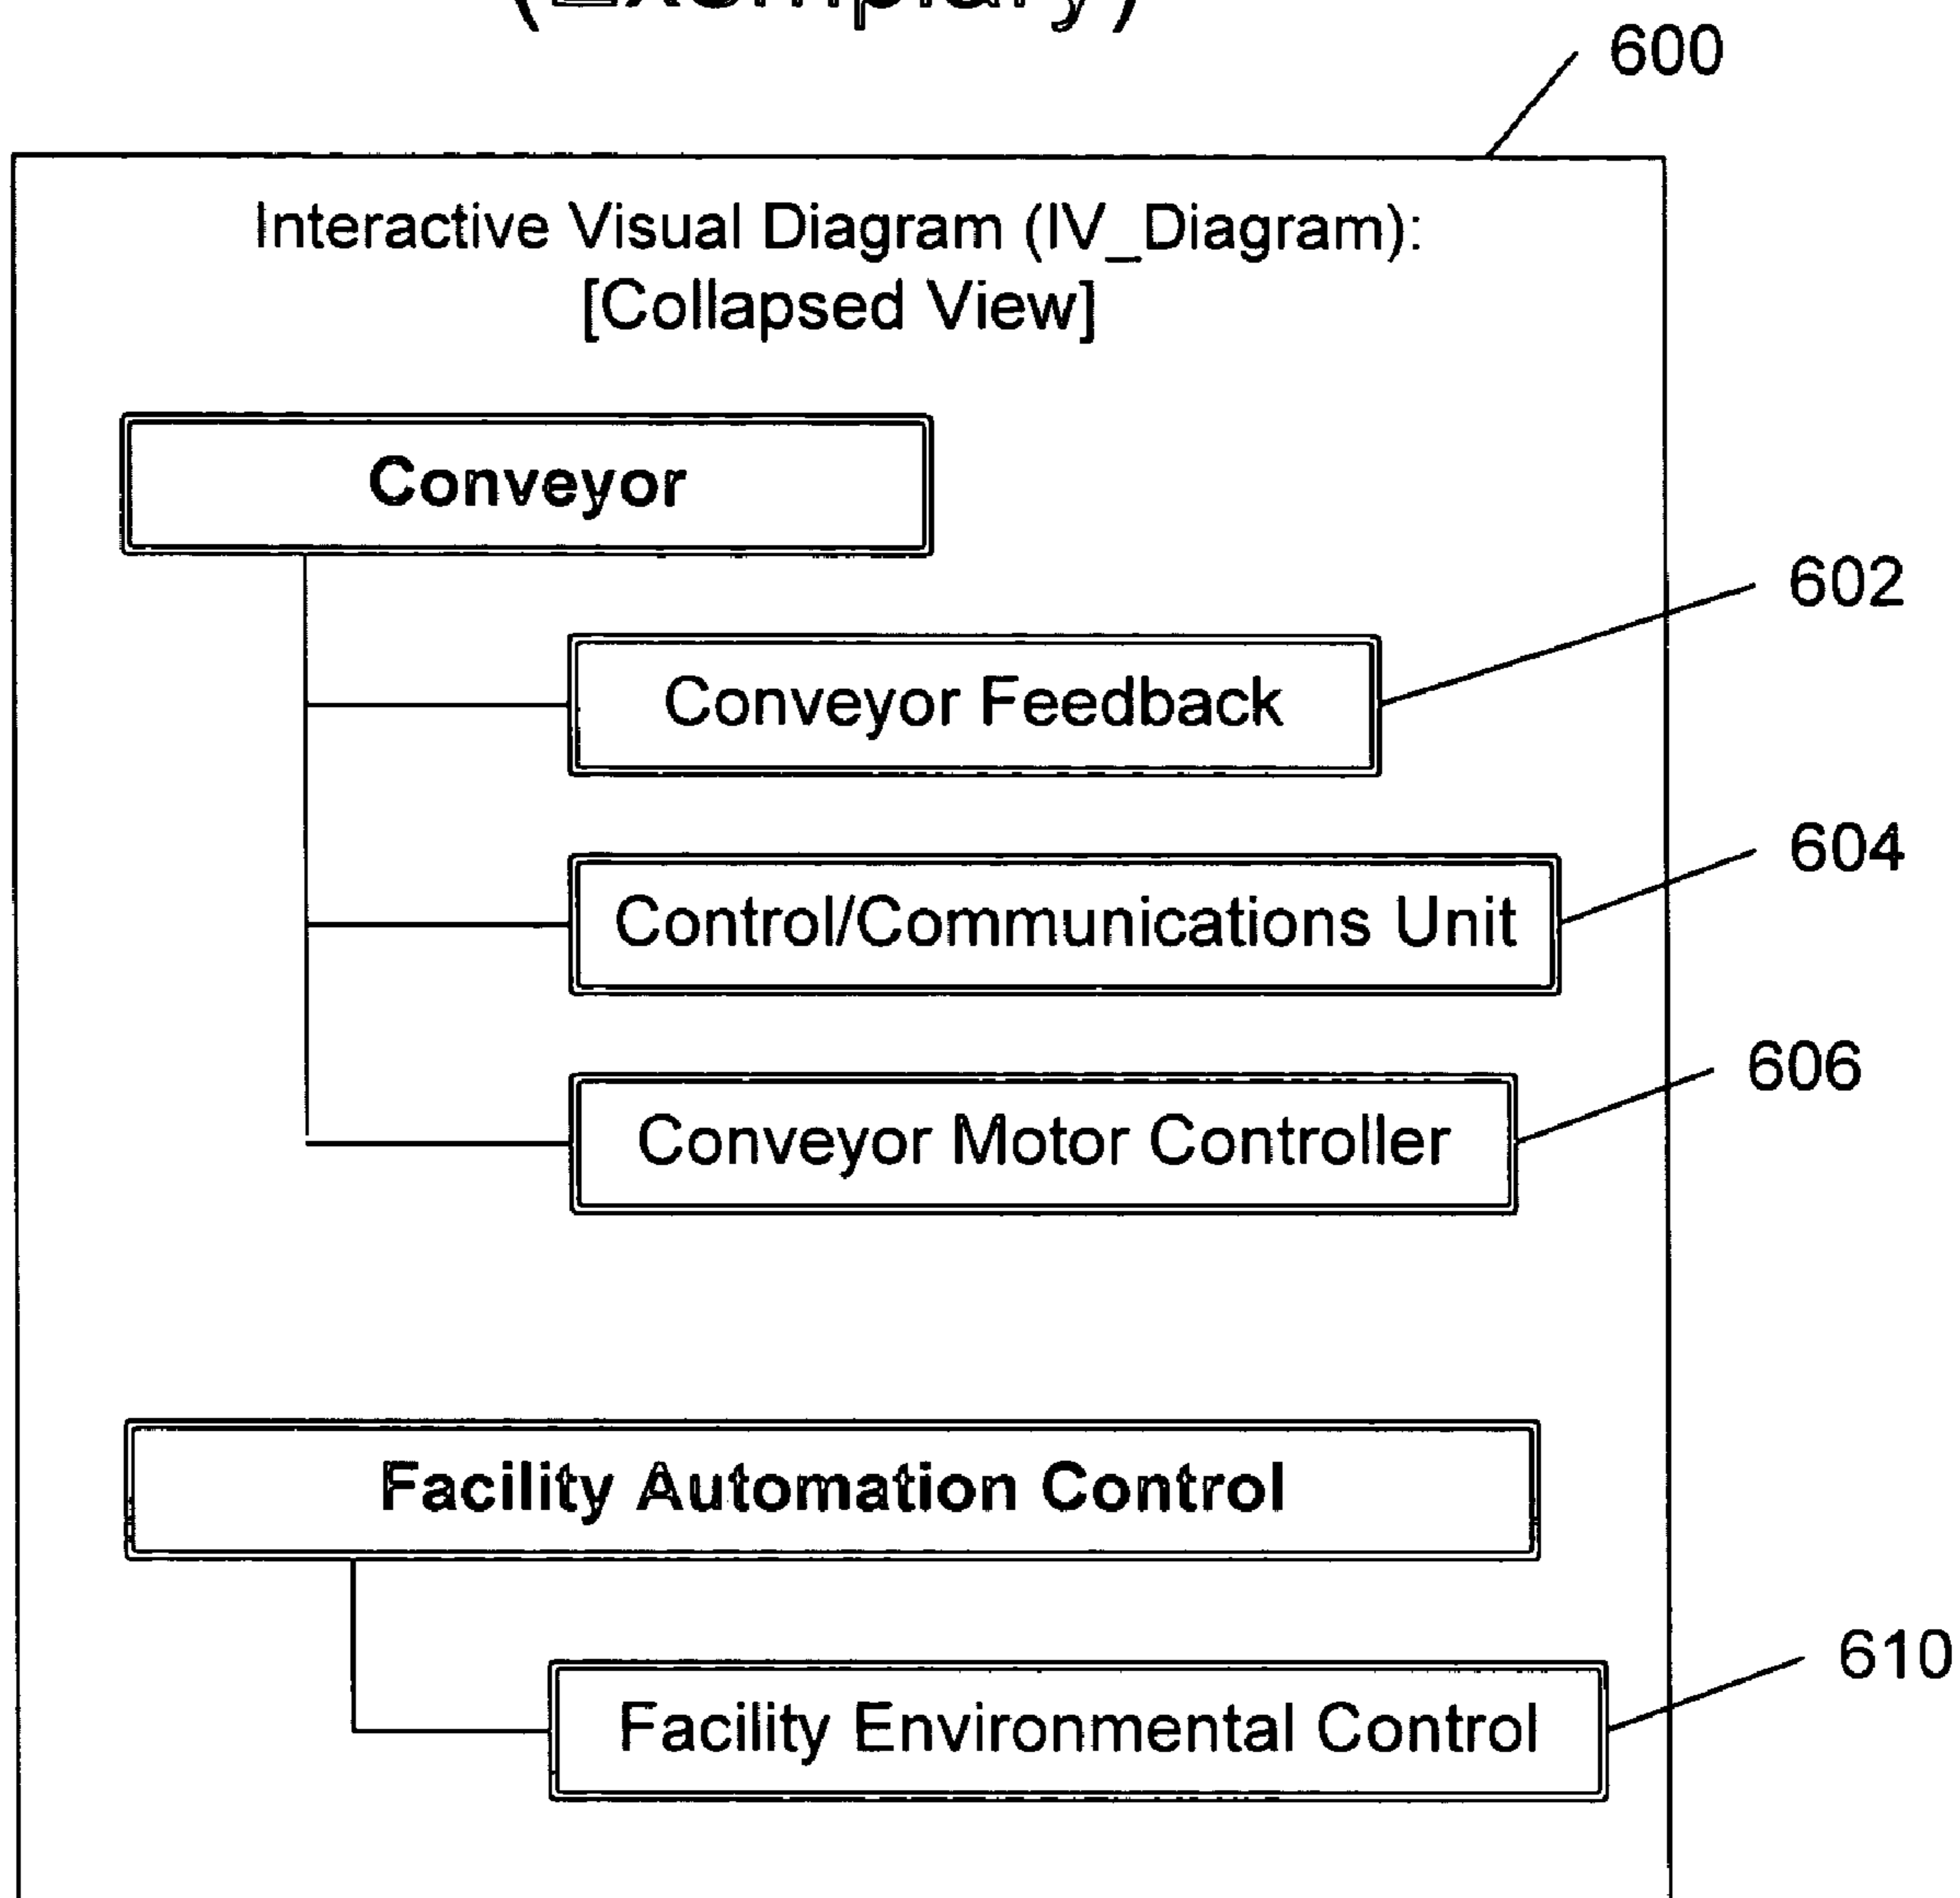 (Exemplary)
600
Interactive Visual Diagram (IV_Diagram):
[Collapsed View]
Conveyor
602
Conveyor Feedback
604
Control/Communications Unit
606
Conveyor Motor Controller
Facility Automation Control
610
Facility Environmental Control